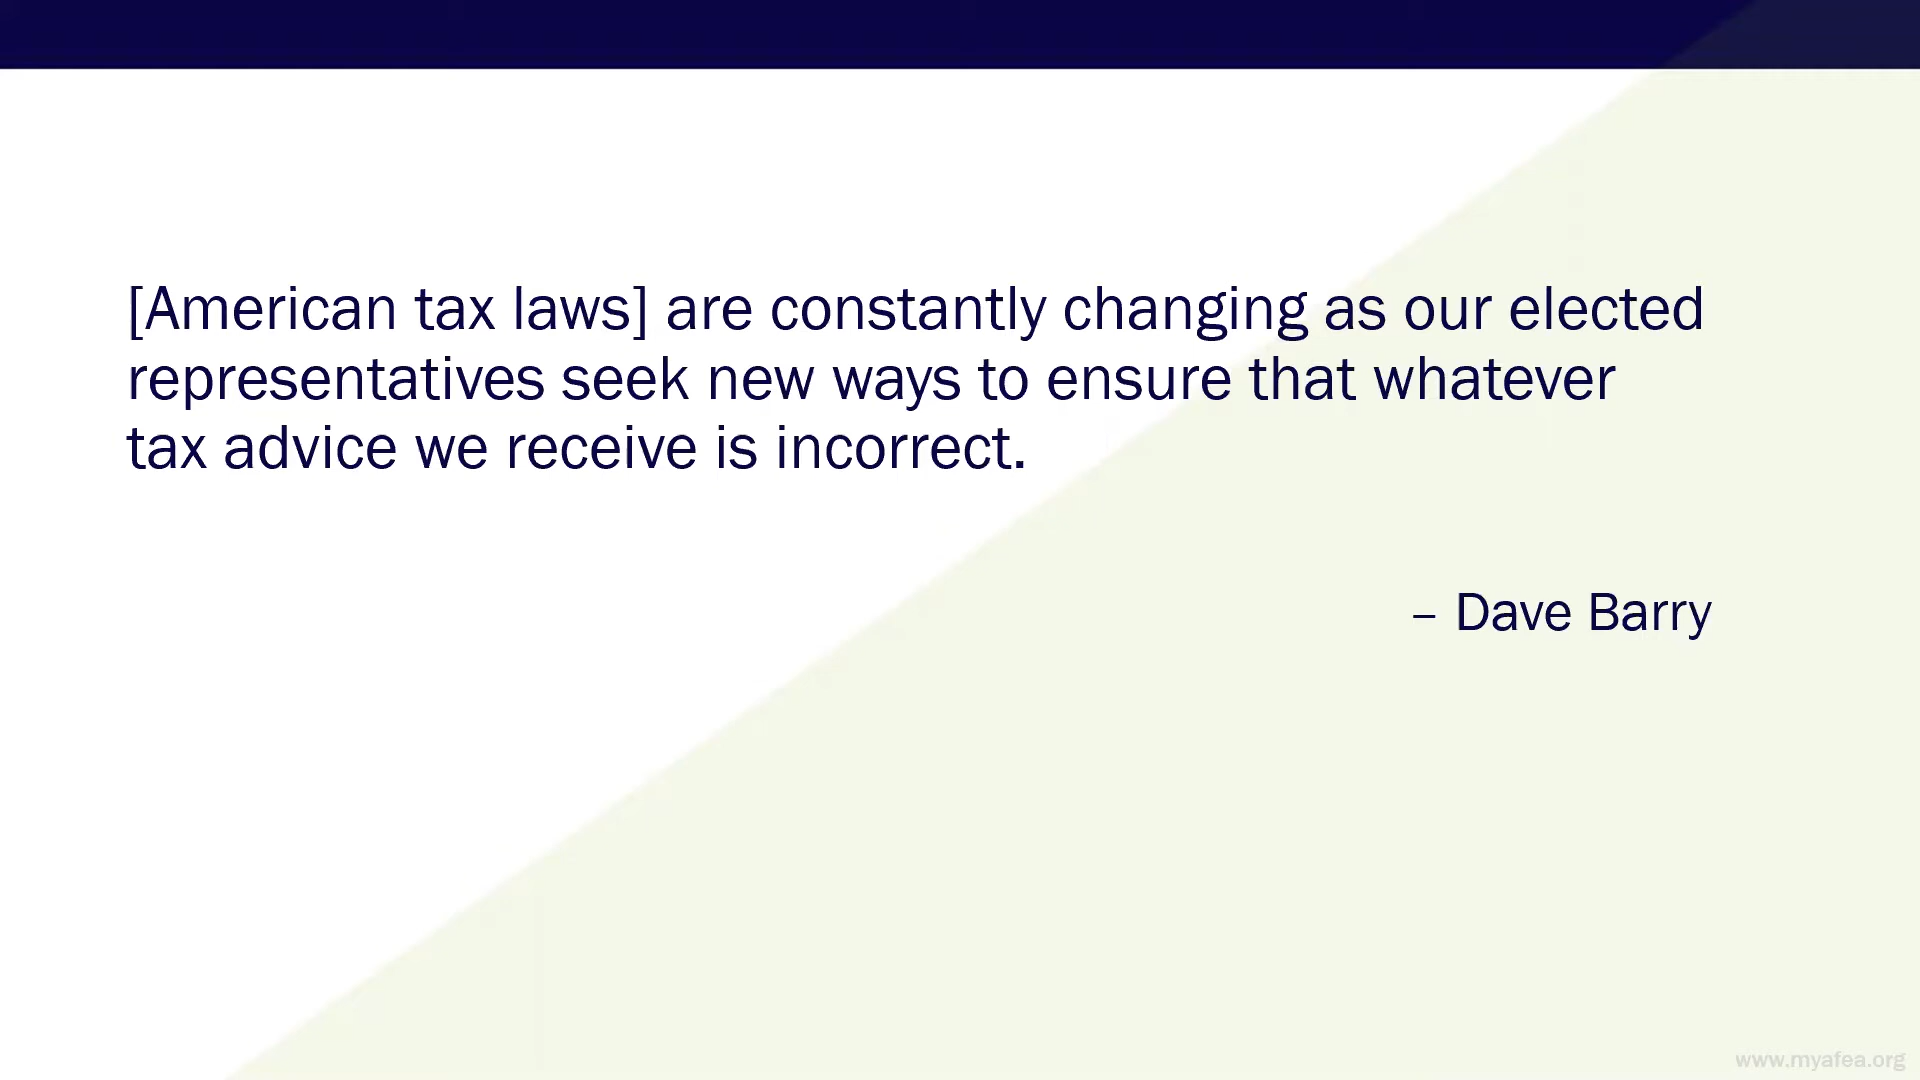 [American tax laws] are constantly changing as our elected
representatives seek new ways to ensure that whatever
tax advice we receive is incorrect.
– Dave Barry
www.myafea.org